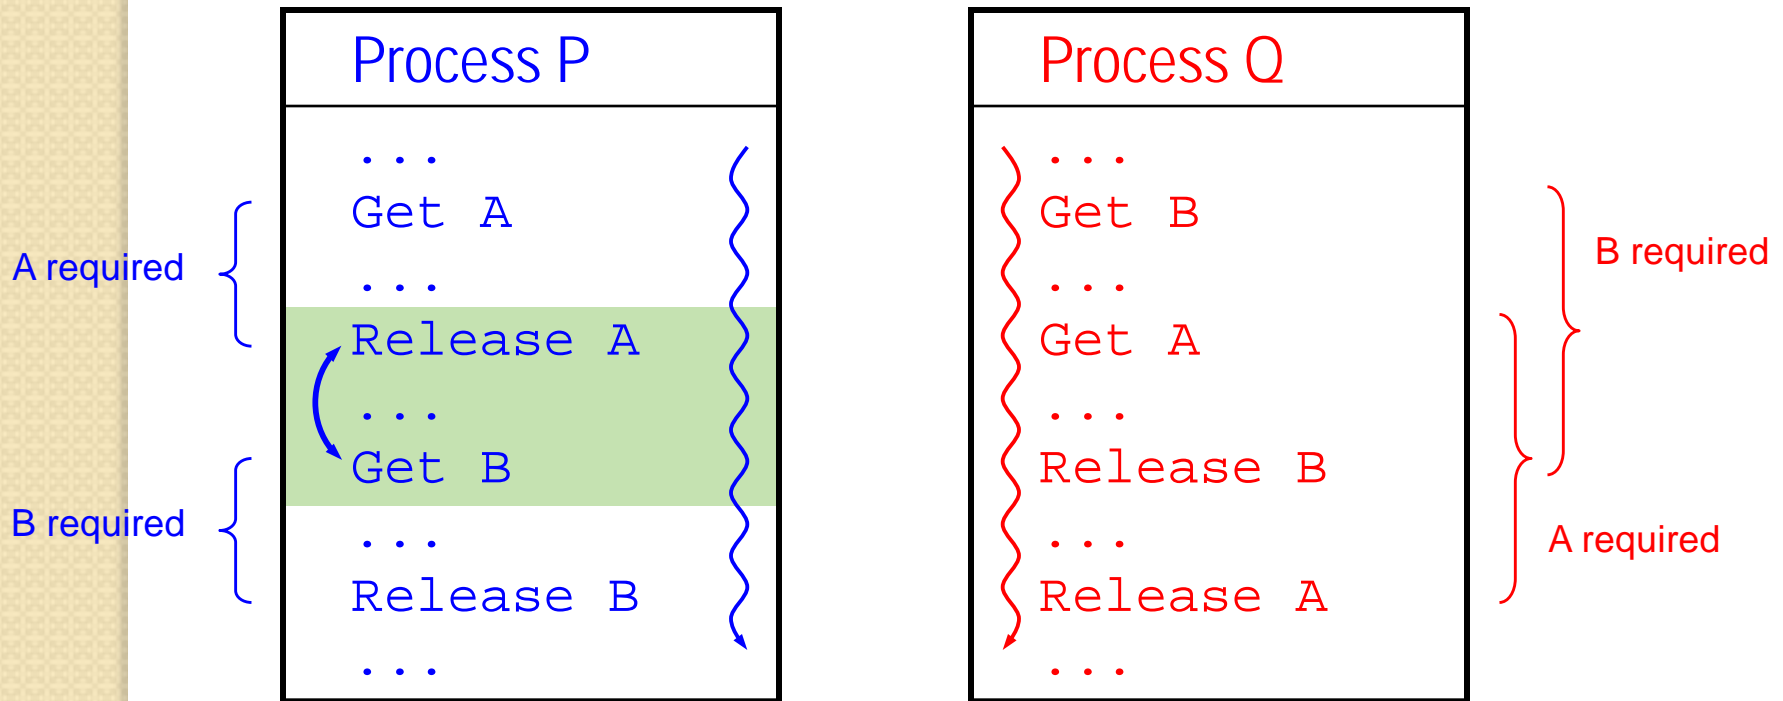 Process P
...
Get A
...
Release A
...
Get B
...
Release B
...
A required
B required
Process Q
...
Get B
...
Get A
...
Release B
...
Release A
...
B required
A required